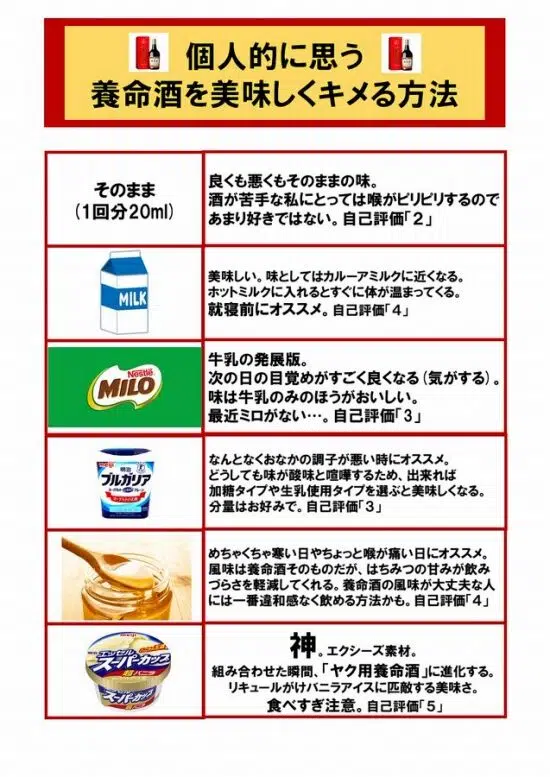 個人的に思う
養命酒を美味しくキメる方法
そのまま
(1回分20ml)
良くも悪くもそのままの味。
酒が苦手な私にとっては喉がピリピリするので
あまり好きではない。自己評価「2」
MILK
美味しい。味としてはカルーアミルクに近くなる。
ホットミルクに入れるとすぐに体が温まってくる。
就寝前にオススメ。自己評価「4」
Nestlé
MILO
牛乳の発展版。
次の日の目覚めがすごく良くなる(気がする)。
味は牛乳のみのほうがおいしい。
最近ミロがない…。自己評価「3」
明治
ブルガリア
なんとなくおなかの調子が悪い時にオススメ。
どうしても味が酸味と喧嘩するため、出来れば
加糖タイプや生乳使用タイプを選ぶと美味しくなる。
分量はお好みで。自己評価「3」
めちゃくちゃ寒い日やちょっと喉が痛い日にオススメ。
風味は養命酒そのものだが、はちみつの甘みが飲み
づらさを軽減してくれる。養命酒の風味が大丈夫な人
には一番違和感なく飲める方法かも。自己評価「4」
meiji
エッセル
スーパーカップ
超バニラ
スーパーカップ
神。エクシーズ素材。
組み合わせた瞬間、「ヤク用養命酒」に進化する。
リキュールがけバニラアイスに匹敵する美味さ。
食べすぎ注意。自己評価「5」